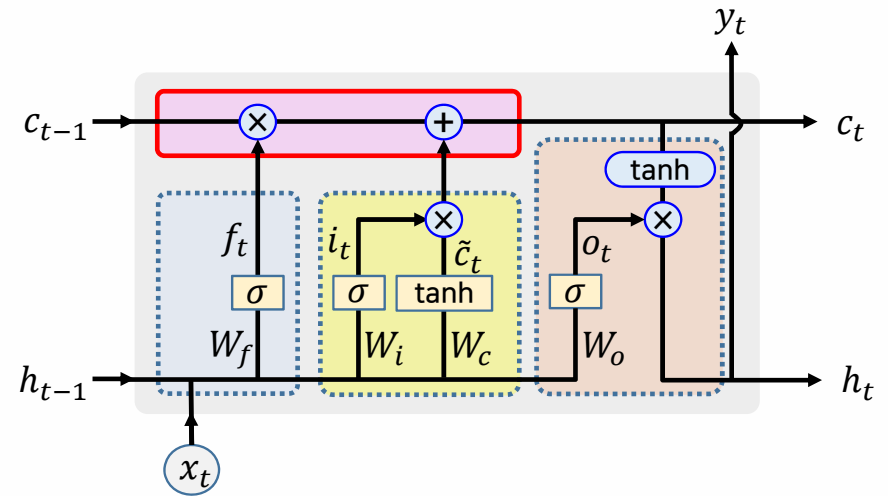 y_t
c_{t-1} × + c_t
tanh
f_t i_t × c̃_t o_t ×
σ σ tanh σ
W_f W_i W_c W_o
h_{t-1} h_t
x_t